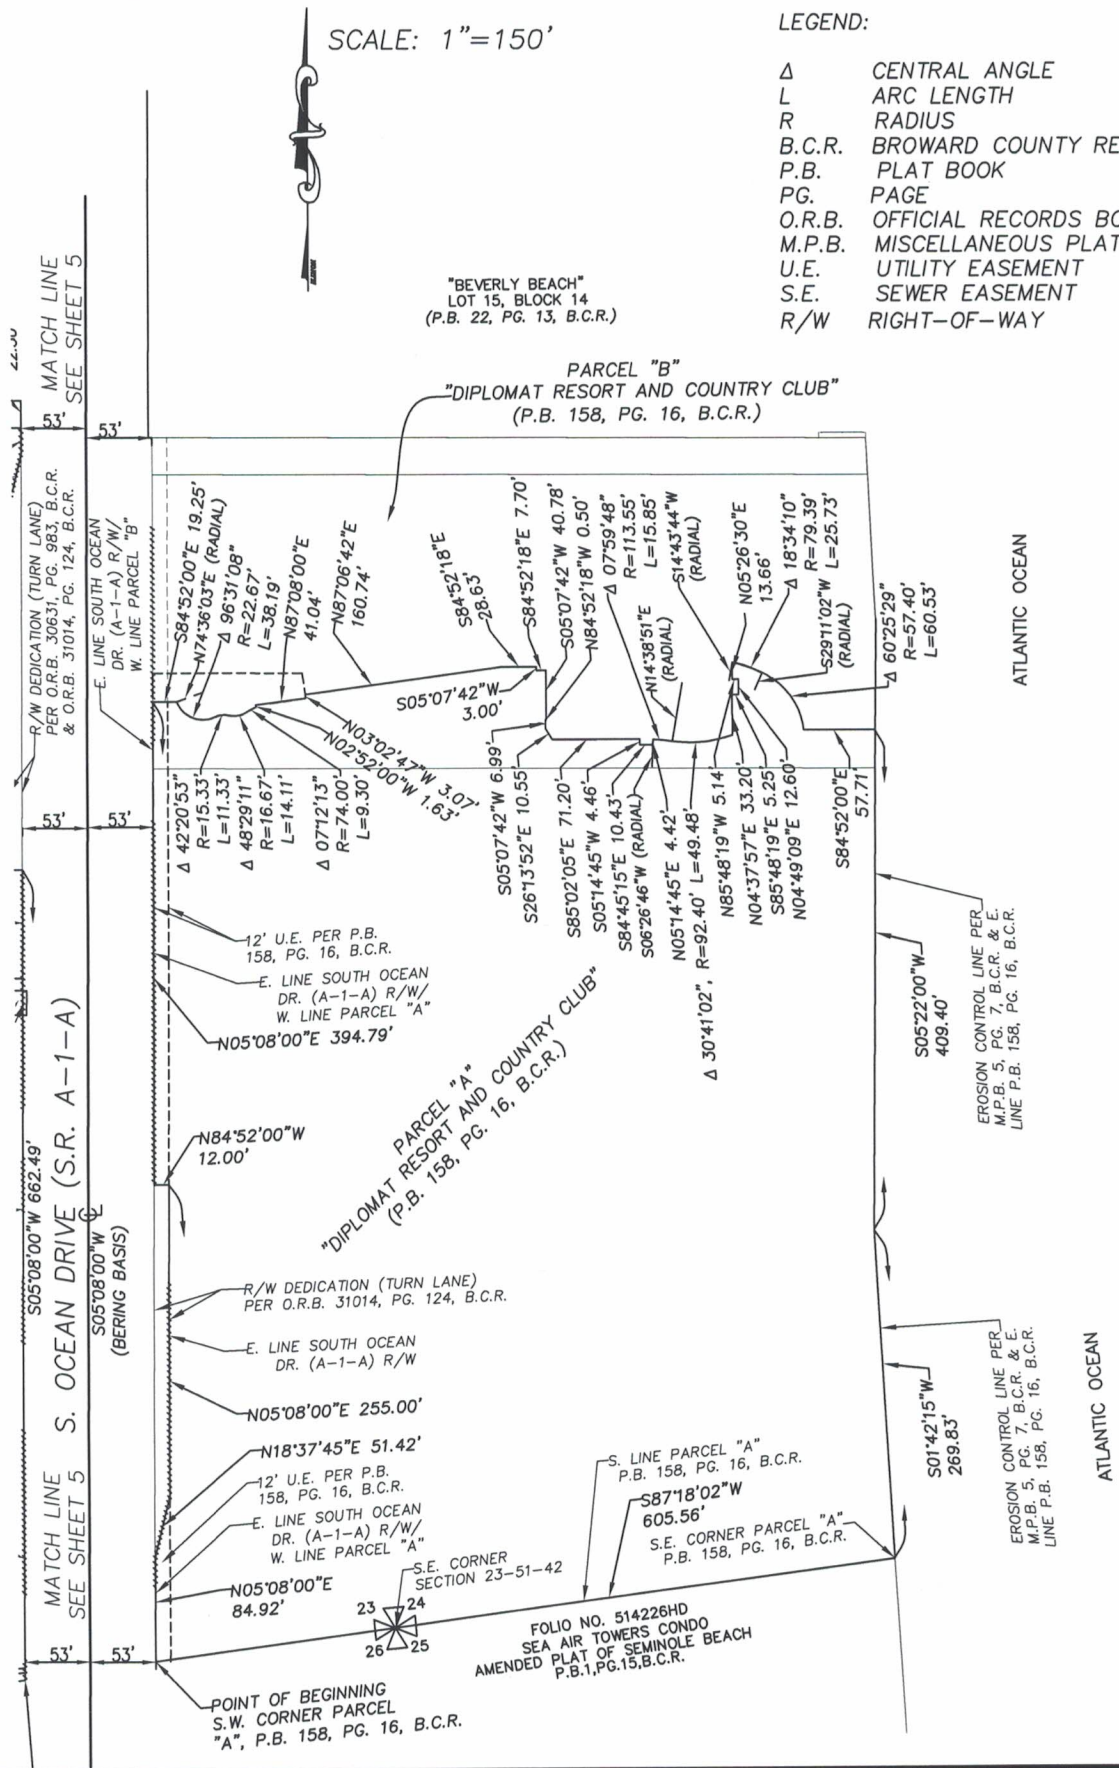 SCALE: 1"=150'
LEGEND:
Δ CENTRAL ANGLE
L ARC LENGTH
R RADIUS
B.C.R. BROWARD COUNTY RE
P.B. PLAT BOOK
PG. PAGE
O.R.B. OFFICIAL RECORDS BO
M.P.B. MISCELLANEOUS PLAT
U.E. UTILITY EASEMENT
S.E. SEWER EASEMENT
R/W RIGHT-OF-WAY
MATCH LINE
SEE SHEET 5
"BEVERLY BEACH"
LOT 15, BLOCK 14
(P.B. 22, PG. 13, B.C.R.)
PARCEL "B"
"DIPLOMAT RESORT AND COUNTRY CLUB"
(P.B. 158, PG. 16, B.C.R.)
53'
53'
R/W DEDICATION (TURN LANE)
PER O.R.B. 30631, PG. 983, B.C.R.
& O.R.B. 31014, PG. 124, B.C.R.
E. LINE SOUTH OCEAN
DR. (A-1-A) R/W/
W. LINE PARCEL "B"
S84°52'00"E 19.25'
N74°36'03"E (RADIAL)
Δ 96°31'08"
R=22.67'
L=38.19'
N87°08'00"E
41.04'
N87°06'42"E
160.74'
S84°52'18"E
28.63'
S84°52'18"E 7.70'
S05°07'42"W 40.78'
N84°52'18"W 0.50'
Δ 07°59'48"
R=113.55'
L=15.85'
N14°38'51"E
(RADIAL)
S14°43'44"W
(RADIAL)
N05°26'30"E
13.66'
Δ 18°34'10"
R=79.39'
L=25.73'
S29°11'02"W
(RADIAL)
Δ 60°25'29"
R=57.40'
L=60.53'
ATLANTIC OCEAN
S05°07'42"W
3.00'
N03°02'47"W 3.07'
N02°52'00"W 1.63'
Δ 42°20'53"
R=15.33'
L=11.33'
Δ 48°29'11"
R=16.67'
L=14.11'
Δ 07°12'13"
R=74.00'
L=9.30'
S05°07'42"W 6.99'
S26°13'52"E 10.55'
S85°02'05"E 71.20'
S05°14'45"W 4.46'
S84°45'15"E 10.43'
S06°26'46"W (RADIAL)
N05°14'45"E 4.42'
Δ 30°41'02", R=92.40' L=49.48'
N85°48'19"W 5.14'
N04°37'57"E 33.20'
S85°48'19"E 5.25'
N04°49'09"E 12.60'
S84°52'00"E
57.71'
53'
53'
12' U.E. PER P.B.
158, PG. 16, B.C.R.
E. LINE SOUTH OCEAN
DR. (A-1-A) R/W/
W. LINE PARCEL "A"
N05°08'00"E 394.79'
PARCEL "A"
"DIPLOMAT RESORT AND COUNTRY CLUB"
(P.B. 158, PG. 16, B.C.R.)
S05°22'00"W
409.40'
EROSION CONTROL LINE PER
M.P.B. 5, PG. 7, B.C.R. & E.
LINE P.B. 158, PG. 16, B.C.R.
N84°52'00"W
12.00'
S05°08'00"W 662.49'
S. OCEAN DRIVE (S.R. A-1-A)
S05°08'00"W ℄
(BERING BASIS)
R/W DEDICATION (TURN LANE)
PER O.R.B. 31014, PG. 124, B.C.R.
E. LINE SOUTH OCEAN
DR. (A-1-A) R/W
N05°08'00"E 255.00'
N18°37'45"E 51.42'
12' U.E. PER P.B.
158, PG. 16, B.C.R.
E. LINE SOUTH OCEAN
DR. (A-1-A) R/W/
W. LINE PARCEL "A"
N05°08'00"E
84.92'
S. LINE PARCEL "A"
P.B. 158, PG. 16, B.C.R.
S87°18'02"W
605.56'
S.E. CORNER PARCEL "A"
P.B. 158, PG. 16, B.C.R.
S01°42'15"W
269.83'
EROSION CONTROL LINE PER
M.P.B. 5, PG. 7, B.C.R. & E.
LINE P.B. 158, PG. 16, B.C.R.
ATLANTIC OCEAN
MATCH LINE
SEE SHEET 5
S.E. CORNER
SECTION 23-51-42
23 24
26 25
FOLIO NO. 514226HD
SEA AIR TOWERS CONDO
AMENDED PLAT OF SEMINOLE BEACH
P.B.1,PG.15,B.C.R.
53'
53'
POINT OF BEGINNING
S.W. CORNER PARCEL
"A", P.B. 158, PG. 16, B.C.R.